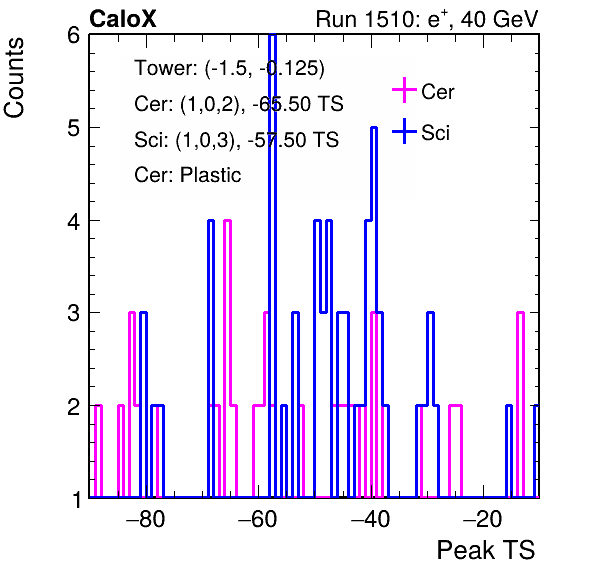 CaloX Run 1510: e⁺, 40 GeV
Counts
Tower: (-1.5, -0.125)
Cer: (1,0,2), -65.50 TS
Sci: (1,0,3), -57.50 TS
Cer: Plastic
Cer
Sci
6
5
4
3
2
1
−80 −60 −40 −20
Peak TS